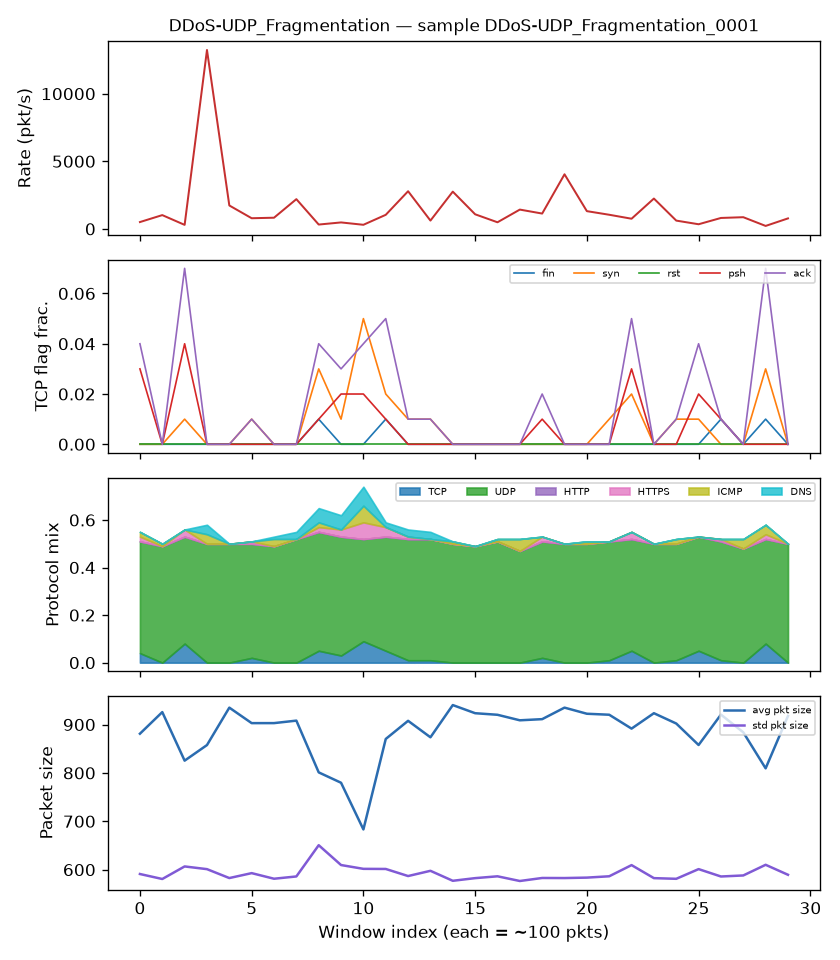 DDoS-UDP_Fragmentation — sample DDoS-UDP_Fragmentation_0001
Rate (pkt/s)
10000
5000
0
TCP flag frac.
fin syn rst psh ack
0.06
0.04
0.02
0.00
Protocol mix
TCP UDP HTTP HTTPS ICMP DNS
0.6
0.4
0.2
0.0
Packet size
avg pkt size
std pkt size
900
800
700
600
0 5 10 15 20 25 30
Window index (each = ~100 pkts)